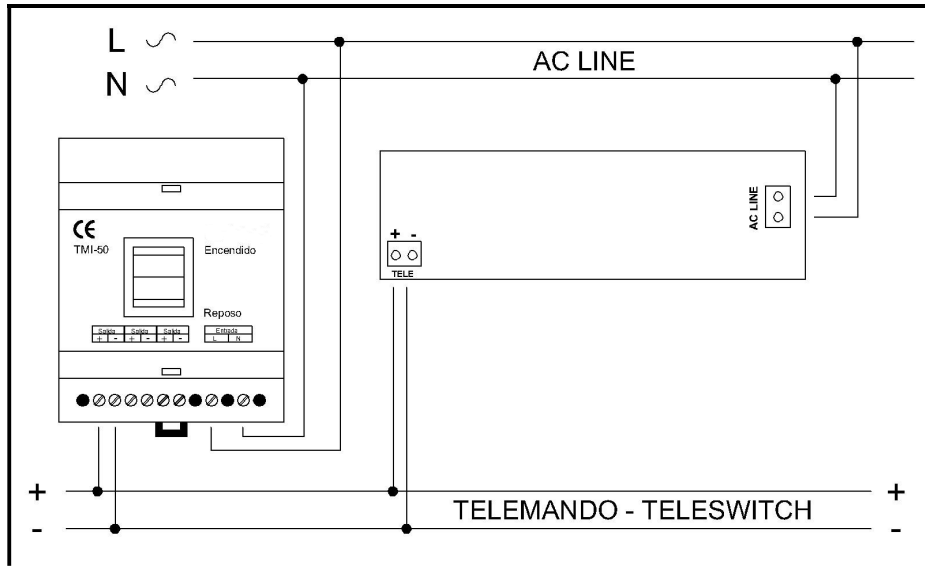 L
AC LINE
N
CE
TMI-50
Encendido
Reposo
Salida Salida Salida Entrada
+ - + - + - L N
AC LINE
+ -
TELE
+ +
TELEMANDO - TELESWITCH
- -